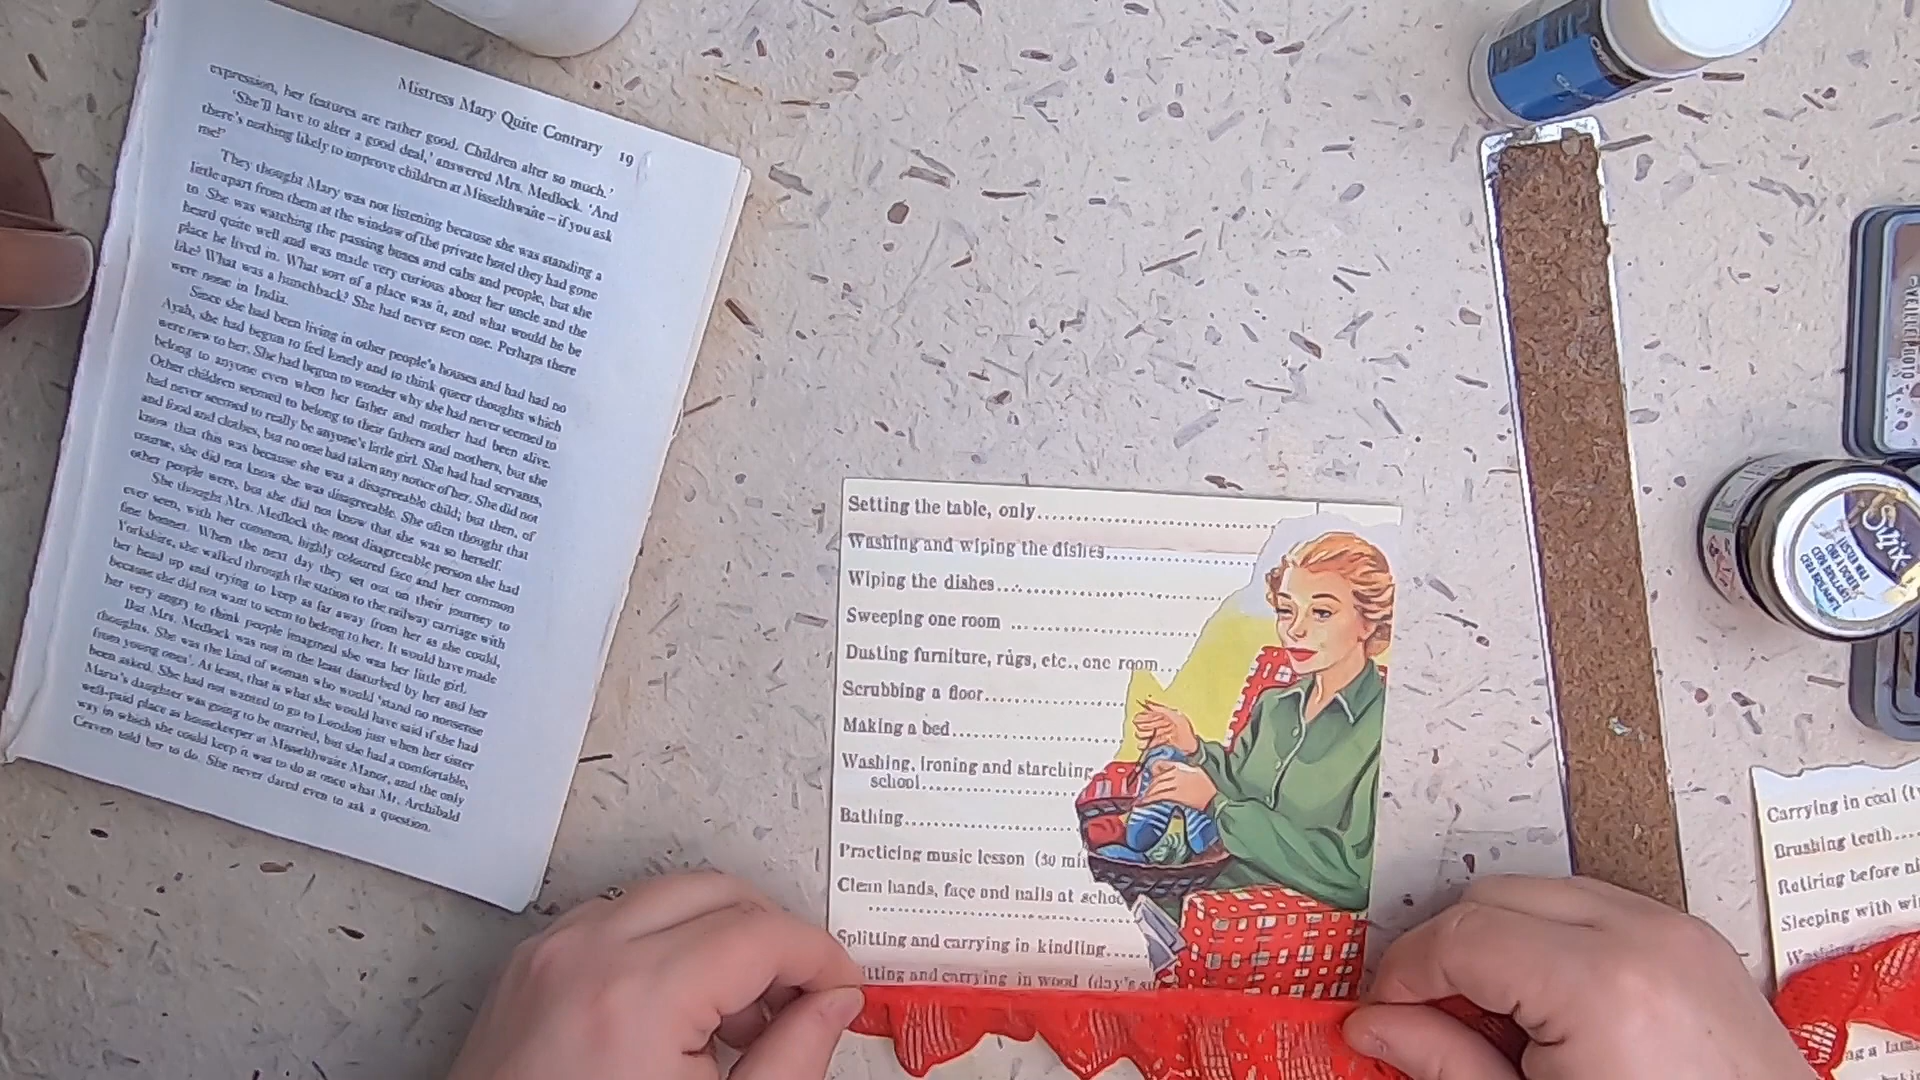 Mistress Mary Quite Contrary 19
expression, her features are rather good. Children alter so much.'
'She'll have to alter a good deal,' answered Mrs. Medlock. 'And
there's nothing likely to improve children at Misselthwaite – if you ask
me!'
They thought Mary was not listening because she was standing a
little apart from them at the window of the private hotel they had gone
to. She was watching the passing buses and cabs and people, but she
heard quite well and was made very curious about her uncle and the
place he lived in. What sort of a place was it, and what would he be
like? What was a hunchback? She had never seen one. Perhaps there
were none in India.
Since she had been living in other people's houses and had had no
Ayah, she had begun to feel lonely and to think queer thoughts which
were new to her. She had begun to wonder why she had never seemed to
belong to anyone even when her father and mother had been alive.
Other children seemed to belong to their fathers and mothers, but she
had never seemed to really be anyone's little girl. She had had servants,
and food and clothes, but no one had taken any notice of her. She did not
know that this was because she was a disagreeable child; but then, of
course, she did not know she was disagreeable. She often thought that
other people were, but she did not know that she was so herself.
She thought Mrs. Medlock the most disagreeable person she had
ever seen, with her common, highly coloured face and her common
fine bonnet. When the next day they set out on their journey to
Yorkshire, she walked through the station to the railway carriage with
her head up and trying to keep as far away from her as she could,
because she did not want to seem to belong to her. It would have made
her very angry to think people imagined she was her little girl.
But Mrs. Medlock was not in the least disturbed by her and her
thoughts. She was the kind of woman who would 'stand no nonsense
from young ones'. At least, that is what she would have said if she had
been asked. She had not wanted to go to London just when her sister
Maria's daughter was going to be married, but she had a comfortable,
well-paid place as housekeeper at Misselthwaite Manor, and the only
way in which she could keep it was to do at once what Mr. Archibald
Craven told her to do. She never dared even to ask a question.
Setting the table, only
Washing and wiping the dishes
Wiping the dishes
Sweeping one room
Dusting furniture, rugs, etc., one room
Scrubbing a floor
Making a bed
Washing, ironing and starching
school
Bathing
Practicing music lesson (30
Clean hands, face and nails at
Splitting and carrying in kindling
and carrying in wood (day's
Stix
Carrying in coal
Brushing teeth
Retiring before
Sleeping with